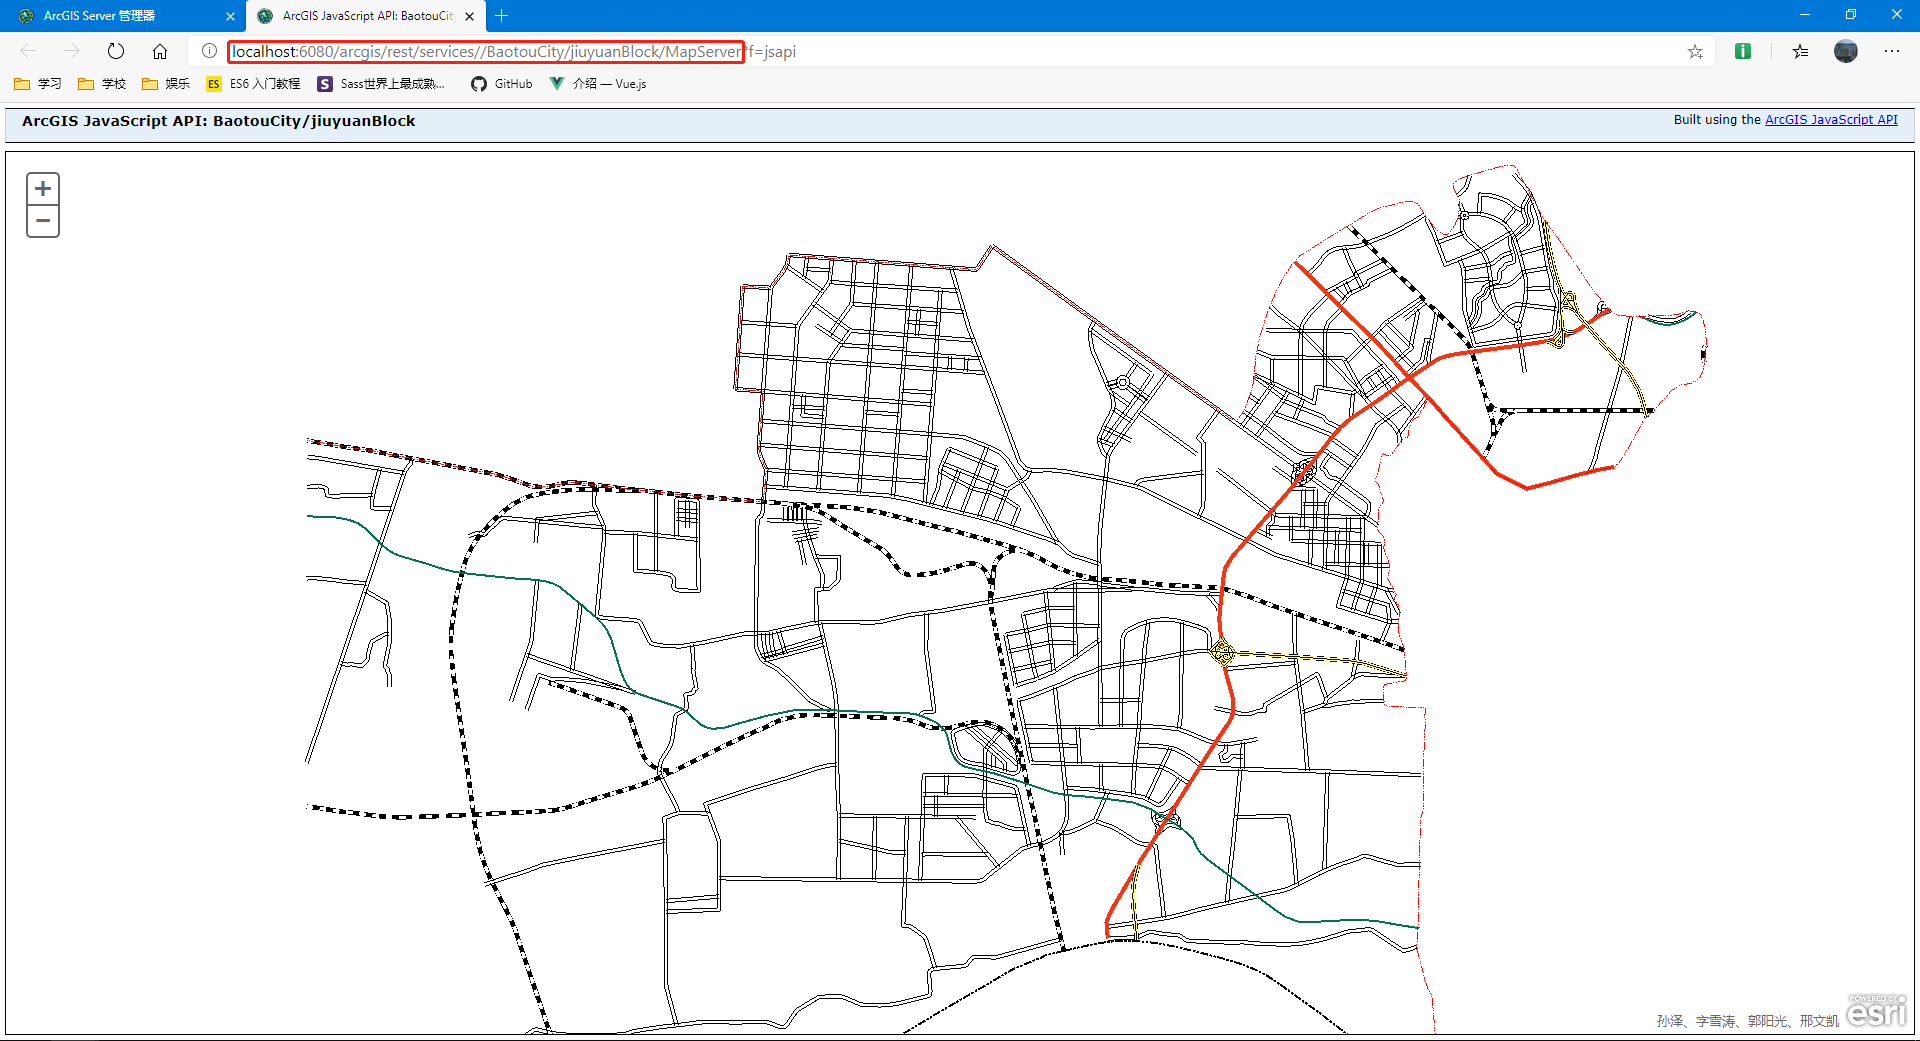 ArcGIS Server 管理器
ArcGIS JavaScript API: BaotouCity
localhost:6080/arcgis/rest/services//BaotouCity/jiuyuanBlock/MapServer?f=jsapi
学习 学校 娱乐 ES ES6 入门教程 S Sass世界上最成熟... GitHub 介绍 — Vue.js
ArcGIS JavaScript API: BaotouCity/jiuyuanBlock
Built using the ArcGIS JavaScript API
+
−
POWERED BY
esri
孙泽、字雪涛、郭阳光、邢文凯